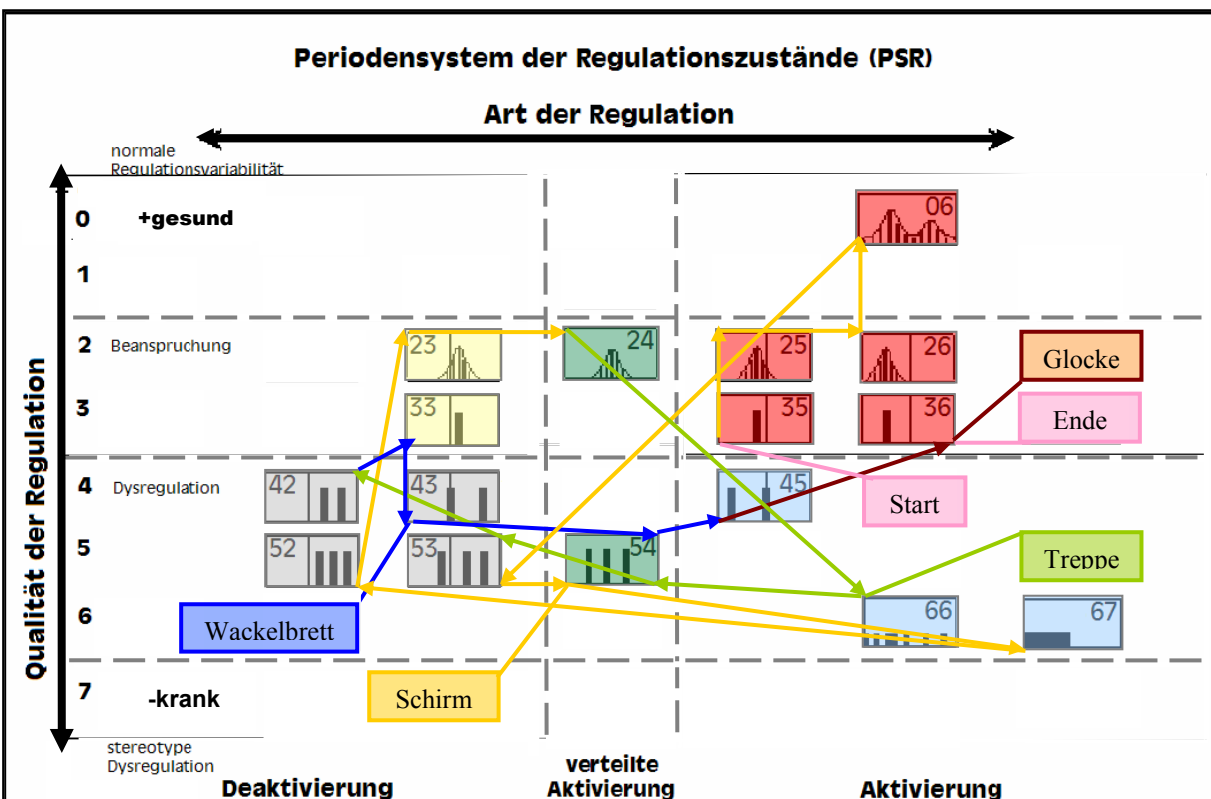 Periodensystem der Regulationszustände (PSR)
Art der Regulation
normale
Regulationsvariabilität
Qualität der Regulation
0 +gesund 06
1
2 Beanspruchung 23 24 25 26 Glocke
3 33 35 36 Ende
4 Dysregulation 42 43 45 Start
5 52 53 54 Treppe
6 Wackelbrett 66 67
7 -krank Schirm
stereotype
Dysregulation
Deaktivierung
verteilte
Aktivierung
Aktivierung